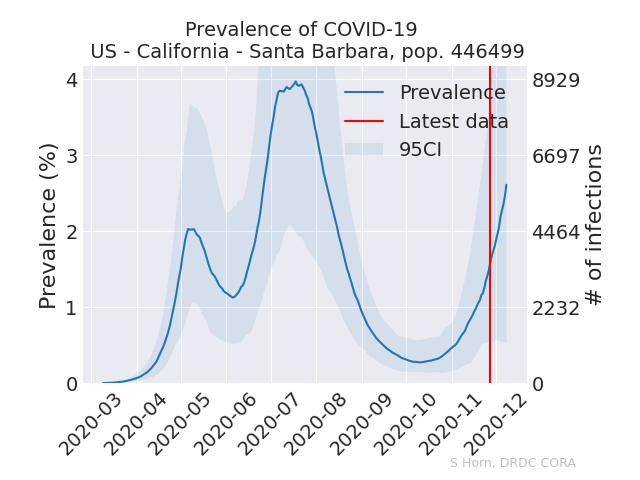 Prevalence of COVID-19
US - California - Santa Barbara, pop. 446499
Prevalence
Latest data
95CI
Prevalence (%)
4
3
2
1
0
# of infections
8929
6697
4464
2232
0
2020-03
2020-04
2020-05
2020-06
2020-07
2020-08
2020-09
2020-10
2020-11
2020-12
S Horn, DRDC CORA